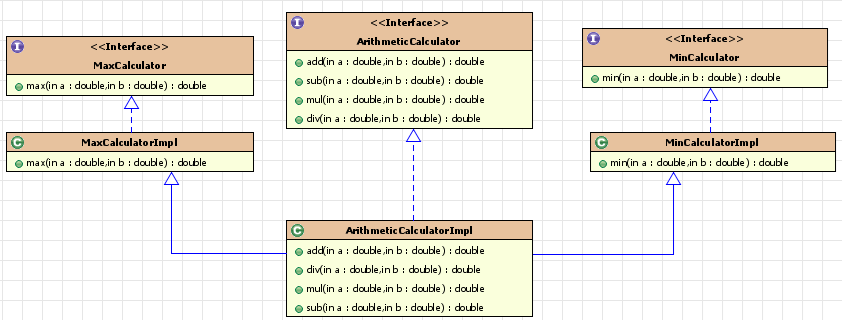 I
<<Interface>>
MaxCalculator
max(in a : double,in b : double) : double
C
MaxCalculatorImpl
max(in a : double,in b : double) : double
I
<<Interface>>
ArithmeticCalculator
add(in a : double,in b : double) : double
sub(in a : double,in b : double) : double
mul(in a : double,in b : double) : double
div(in a : double,in b : double) : double
I
<<Interface>>
MinCalculator
min(in a : double,in b : double) : double
C
MinCalculatorImpl
min(in a : double,in b : double) : double
C
ArithmeticCalculatorImpl
add(in a : double,in b : double) : double
div(in a : double,in b : double) : double
mul(in a : double,in b : double) : double
sub(in a : double,in b : double) : double